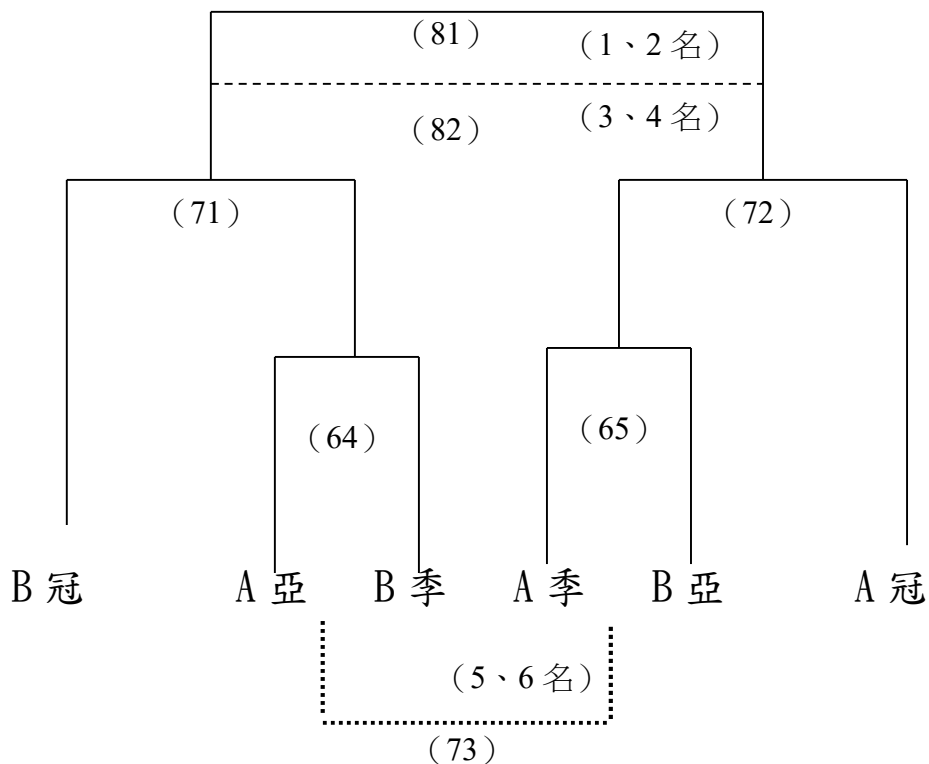 （81）
（1、2 名）
（82）
（3、4 名）
（71）
（72）
（64）
（65）
B 冠
A 亞
B 季
A 季
B 亞
A 冠
（5、6 名）
（73）